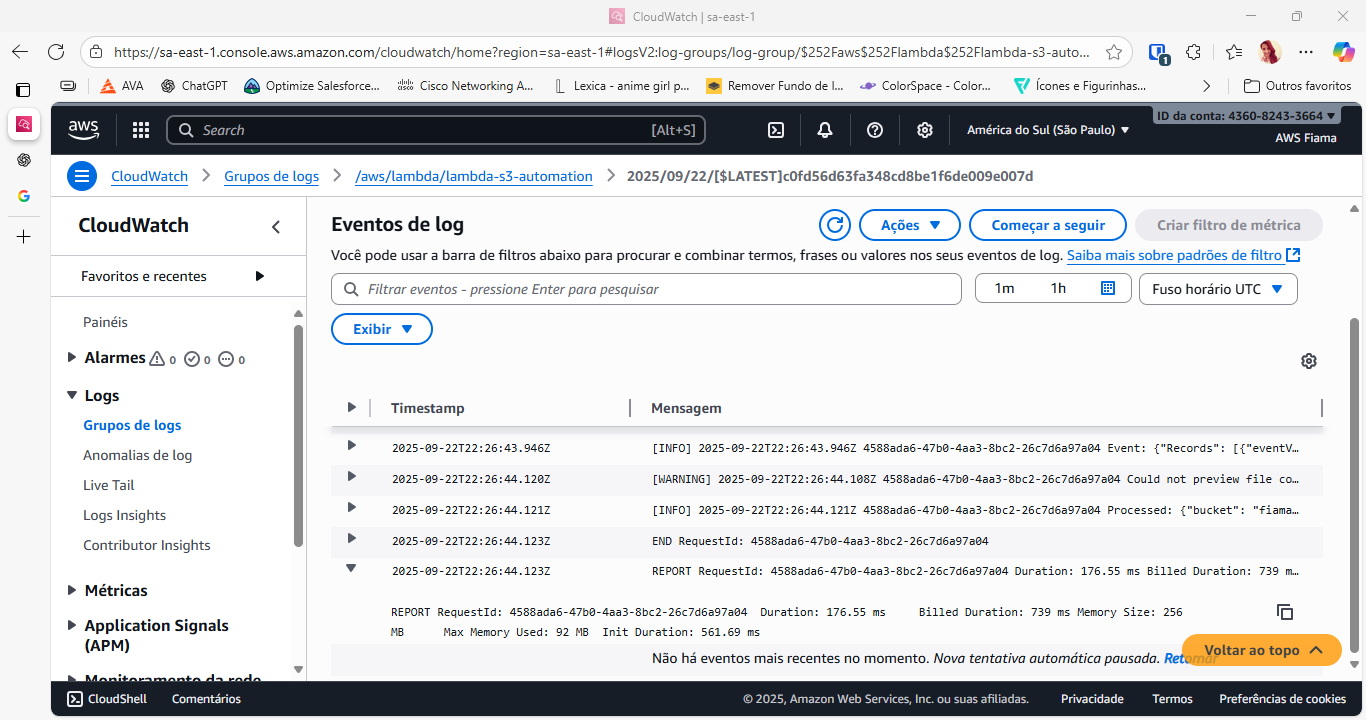 CloudWatch | sa-east-1
https://sa-east-1.console.aws.amazon.com/cloudwatch/home?region=sa-east-1#logsV2:log-groups/log-group/$252Faws$252Flambda$252Flambda-s3-auto...
1
AVA
ChatGPT
Optimize Salesforce...
Cisco Networking A...
Lexica - anime girl p...
Remover Fundo de I...
ColorSpace - Color...
Ícones e Figurinhas...
Outros favoritos
aws
Search
[Alt+S]
América do Sul (São Paulo)
ID da conta: 4360-8243-3664
AWS Fiama
CloudWatch
Grupos de logs
/aws/lambda/lambda-s3-automation
2025/09/22/[$LATEST]c0fd56d63fa348cd8be1f6de009e007d
CloudWatch
Favoritos e recentes
Painéis
Alarmes 0 0 0
Logs
Grupos de logs
Anomalias de log
Live Tail
Logs Insights
Contributor Insights
Métricas
Application Signals
(APM)
Monitoramento da rede
Eventos de log
Ações
Começar a seguir
Criar filtro de métrica
Você pode usar a barra de filtros abaixo para procurar e combinar termos, frases ou valores nos seus eventos de log. Saiba mais sobre padrões de filtro
Filtrar eventos - pressione Enter para pesquisar
1m
1h
Fuso horário UTC
Exibir
Timestamp
Mensagem
2025-09-22T22:26:43.946Z [INFO] 2025-09-22T22:26:43.946Z 4588ada6-47b0-4aa3-8bc2-26c7d6a97a04 Event: {"Records": [{"eventV…
2025-09-22T22:26:44.120Z [WARNING] 2025-09-22T22:26:44.108Z 4588ada6-47b0-4aa3-8bc2-26c7d6a97a04 Could not preview file co…
2025-09-22T22:26:44.121Z [INFO] 2025-09-22T22:26:44.121Z 4588ada6-47b0-4aa3-8bc2-26c7d6a97a04 Processed: {"bucket": "fiama…
2025-09-22T22:26:44.123Z END RequestId: 4588ada6-47b0-4aa3-8bc2-26c7d6a97a04
2025-09-22T22:26:44.123Z REPORT RequestId: 4588ada6-47b0-4aa3-8bc2-26c7d6a97a04 Duration: 176.55 ms Billed Duration: 739 m…
REPORT RequestId: 4588ada6-47b0-4aa3-8bc2-26c7d6a97a04 Duration: 176.55 ms Billed Duration: 739 ms Memory Size: 256
MB Max Memory Used: 92 MB Init Duration: 561.69 ms
Não há eventos mais recentes no momento. Nova tentativa automática pausada. Retomar
Voltar ao topo
CloudShell
Comentários
© 2025, Amazon Web Services, Inc. ou suas afiliadas.
Privacidade
Termos
Preferências de cookies